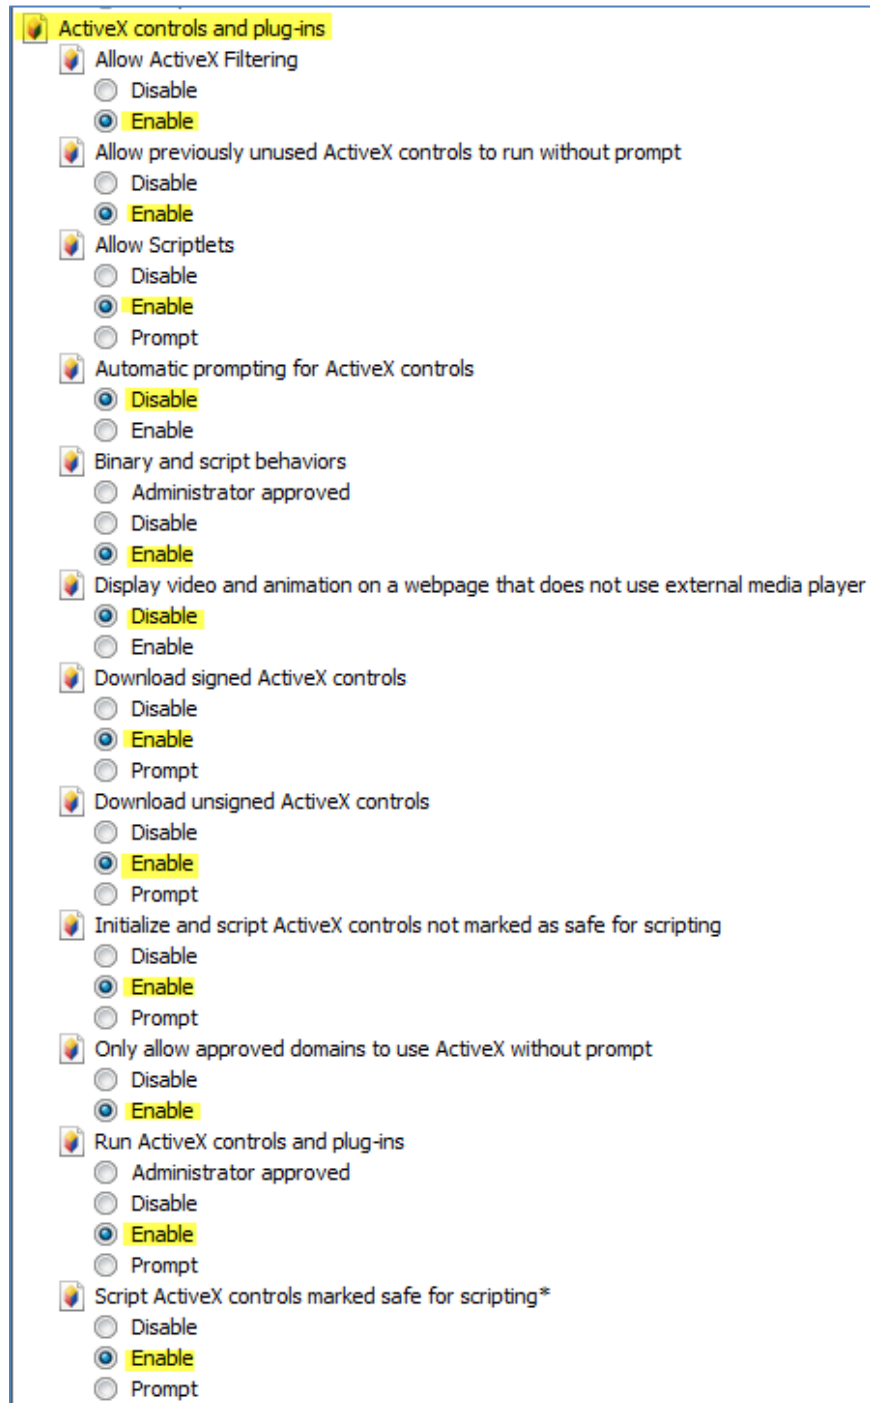 ActiveX controls and plug-ins
Allow ActiveX Filtering
Disable
Enable
Allow previously unused ActiveX controls to run without prompt
Disable
Enable
Allow Scriptlets
Disable
Enable
Prompt
Automatic prompting for ActiveX controls
Disable
Enable
Binary and script behaviors
Administrator approved
Disable
Enable
Display video and animation on a webpage that does not use external media player
Disable
Enable
Download signed ActiveX controls
Disable
Enable
Prompt
Download unsigned ActiveX controls
Disable
Enable
Prompt
Initialize and script ActiveX controls not marked as safe for scripting
Disable
Enable
Prompt
Only allow approved domains to use ActiveX without prompt
Disable
Enable
Run ActiveX controls and plug-ins
Administrator approved
Disable
Enable
Prompt
Script ActiveX controls marked safe for scripting*
Disable
Enable
Prompt